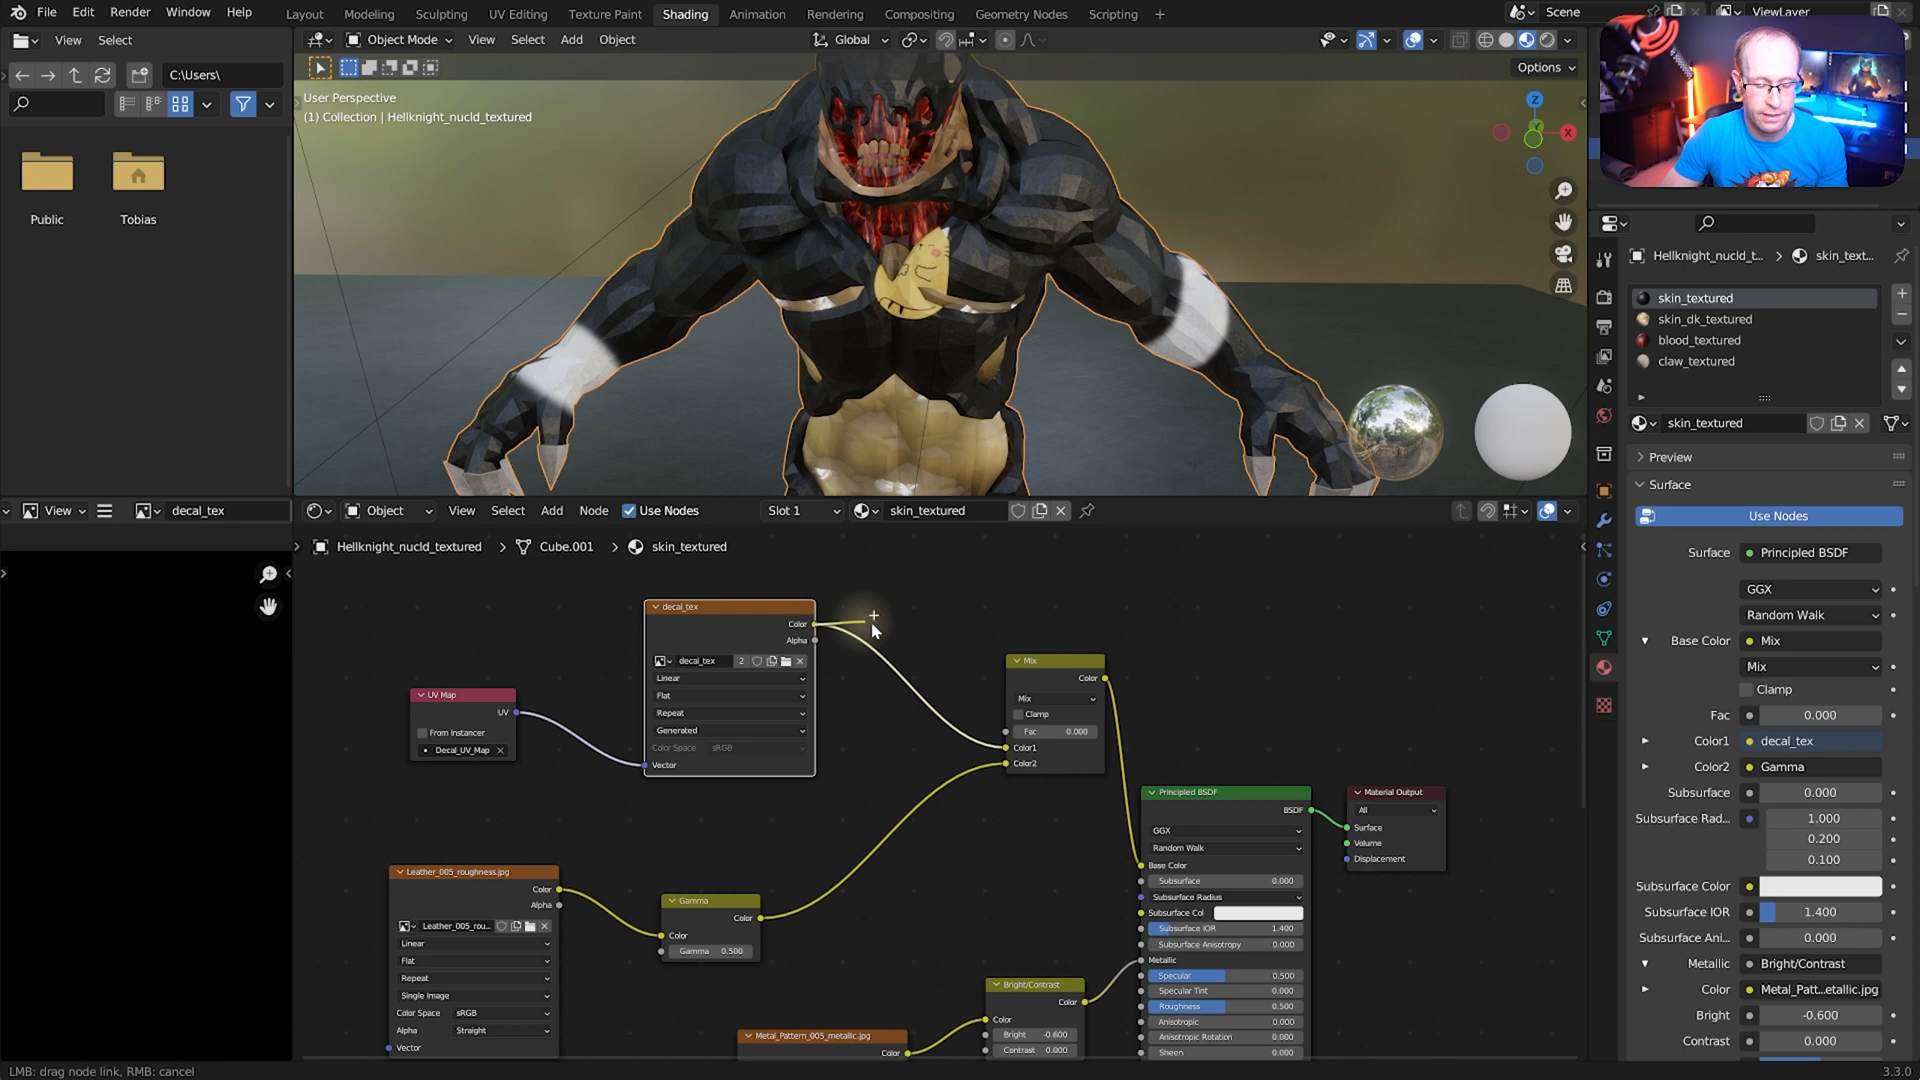 File Edit Render Window Help
Layout Modeling Sculpting UV Editing Texture Paint Shading Animation Rendering Compositing Geometry Nodes Scripting +
Scene
ViewLayer
View Select
Object Mode View Select Add Object
Global
C:\Users\
Options
User Perspective
(1) Collection | Hellknight_nucld_textured
Z
X
Public
Tobias
Hellknight_nucld_t...
skin_text...
skin_textured
skin_dk_textured
blood_textured
claw_textured
skin_textured
Preview
Surface
Use Nodes
Surface Principled BSDF
GGX
Random Walk
Base Color Mix
Mix
Clamp
Fac 0.000
Color1 decal_tex
Color2 Gamma
Subsurface 0.000
Subsurface Rad... 1.000
0.200
0.100
Subsurface Color
Subsurface IOR 1.400
Subsurface Ani... 0.000
Metallic Bright/Contrast
Color Metal_Patt...etallic.jpg
Bright -0.600
Contrast 0.000
View
decal_tex
Object View Select Add Node Use Nodes Slot 1 skin_textured
Hellknight_nucld_textured > Cube.001 > skin_textured
decal_tex
Color
Alpha
decal_tex 2
Linear
Flat
Repeat
Generated
Color Space sRGB
Vector
UV Map
UV
From Instancer
Decal_UV_Map
Mix
Color
Mix
Clamp
Fac 0.000
Color1
Color2
Principled BSDF
BSDF
GGX
Random Walk
Base Color
Subsurface 0.000
Subsurface Radius
Subsurface Col
Subsurface IOR 1.400
Subsurface Anisotropy 0.000
Metallic
Specular 0.500
Specular Tint 0.000
Roughness 0.500
Anisotropic 0.000
Anisotropic Rotation 0.000
Sheen 0.000
Material Output
All
Surface
Volume
Displacement
Leather_005_roughness.jpg
Color
Alpha
Leather_005_rou...
Linear
Flat
Repeat
Single Image
Color Space sRGB
Alpha Straight
Vector
Gamma
Color
Color
Gamma 0.500
Bright/Contrast
Color
Color
Bright -0.600
Contrast 0.000
Metal_Pattern_005_metallic.jpg
Color
LMB: drag node link, RMB: cancel
3.3.0